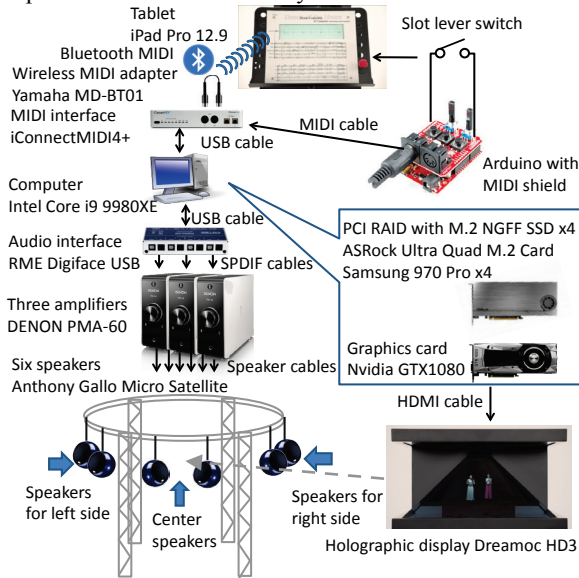 Tablet
iPad Pro 12.9
Bluetooth MIDI
Wireless MIDI adapter
Yamaha MD-BT01
MIDI interface
iConnectMIDI4+
Slot lever switch
MIDI cable
USB cable
Arduino with
MIDI shield
Computer
Intel Core i9 9980XE
USB cable
Audio interface
RME Digiface USB
SPDIF cables
PCI RAID with M.2 NGFF SSD x4
ASRock Ultra Quad M.2 Card
Samsung 970 Pro x4
Three amplifiers
DENON PMA-60
Graphics card
Nvidia GTX1080
Six speakers
Anthony Gallo Micro Satellite
Speaker cables
HDMI cable
Speakers
for left side
Center
speakers
Speakers for
right side
Holographic display Dreamoc HD3